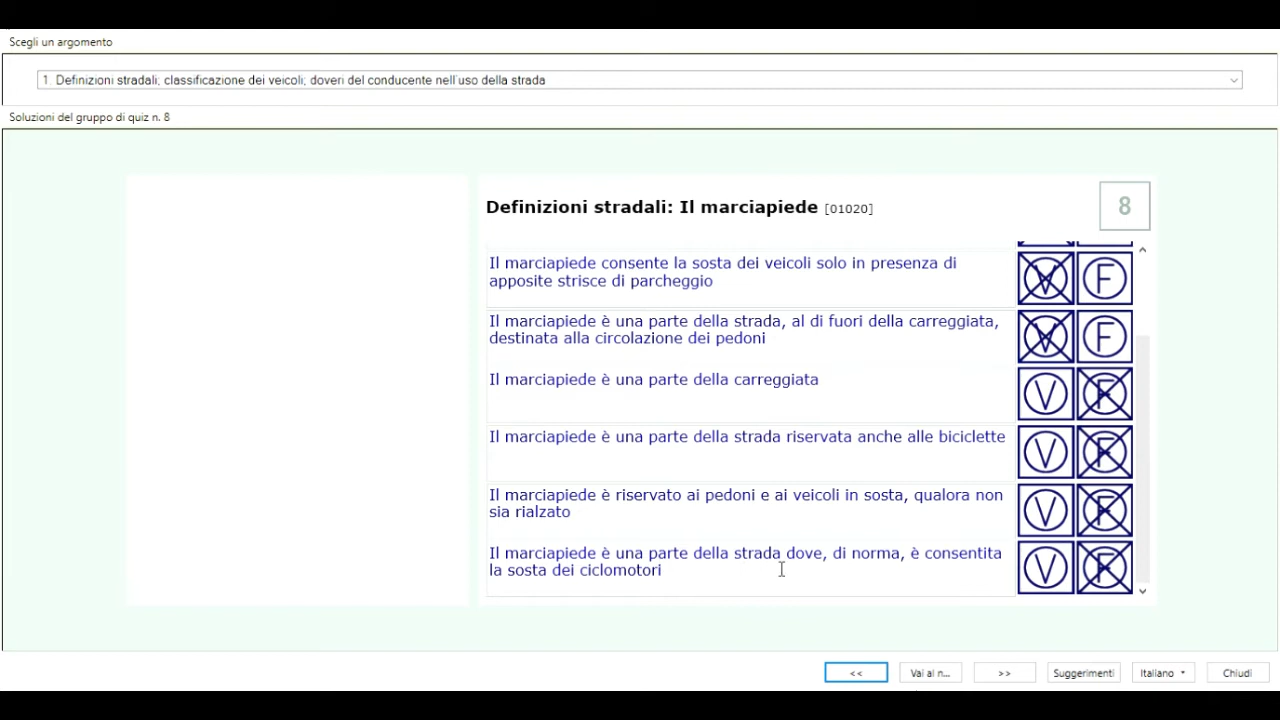 Scegli un argomento
1. Definizioni stradali; classificazione dei veicoli; doveri del conducente nell'uso della strada
Soluzioni del gruppo di quiz n. 8
Definizioni stradali: Il marciapiede [01020]
8
Il marciapiede consente la sosta dei veicoli solo in presenza di
apposite strisce di parcheggio
V F
Il marciapiede è una parte della strada, al di fuori della carreggiata,
destinata alla circolazione dei pedoni
V F
Il marciapiede è una parte della carreggiata
V F
Il marciapiede è una parte della strada riservata anche alle biciclette
V F
Il marciapiede è riservato ai pedoni e ai veicoli in sosta, qualora non
sia rialzato
V F
Il marciapiede è una parte della strada dove, di norma, è consentita
la sosta dei ciclomotori
V F
<< Vai al n... >> Suggerimenti Italiano Chiudi